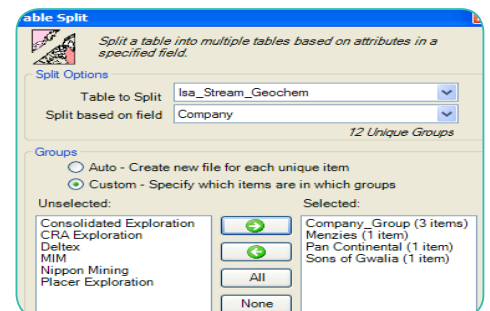 able Split
Split a table into multiple tables based on attributes in a
specified field.
Split Options
Table to Split Isa_Stream_Geochem
Split based on field Company
12 Unique Groups
Groups
Auto - Create new file for each unique item
Custom - Specify which items are in which groups
Unselected: Selected:
Consolidated Exploration
CRA Exploration
Deltex
MIM
Nippon Mining
Placer Exploration
All
None
Company_Group (3 items)
Menzies (1 item)
Pan Continental (1 item)
Sons of Gwalia (1 item)